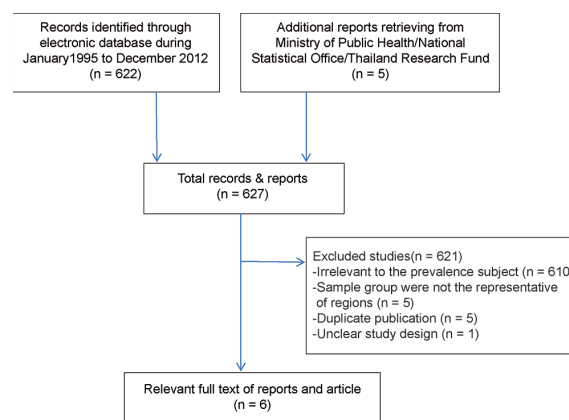 Records identified through
electronic database during
January1995 to December 2012
(n = 622)
Additional reports retrieving from
Ministry of Public Health/National
Statistical Office/Thailand Research Fund
(n = 5)
Total records & reports
(n = 627)
Excluded studies(n = 621)
-Irrelevant to the prevalence subject (n = 610
-Sample group were not the representative
of regions (n = 5)
-Duplicate publication (n = 5)
-Unclear study design (n = 1)
Relevant full text of reports and article
(n = 6)